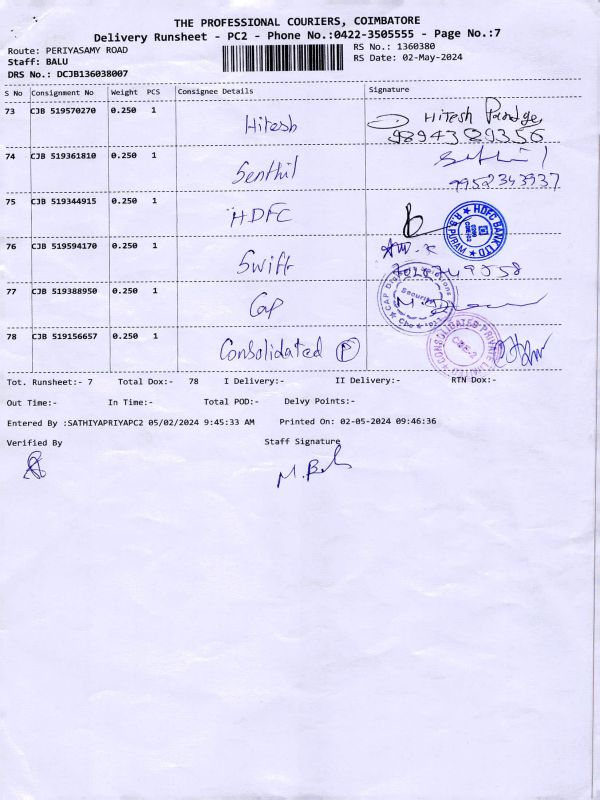 THE PROFESSIONAL COURIERS, COIMBATORE
Delivery Runsheet - PC2 - Phone No.:0422-3505555 - Page No.:7
Route: PERIYASAMY ROAD
RS No.: 1360380
Staff: BALU
RS Date: 02-May-2024
DRS No.: DCJB136038007
S No Consignment No Weight PCS Consignee Details Signature
73 CJB 519570270 0.250 1 Hitesh Hitesh
9894389356
74 CJB 519361810 0.250 1 Senthil
9952343937
75 CJB 519344915 0.250 1 HDFC HDFC BANK LTD R.S.PURAM
76 CJB 519594170 0.250 1 Swift
77 CJB 519388950 0.250 1 Cap Security
78 CJB 519156657 0.250 1 Consolidated P CONSOLIDATED CBE-2
Tot. Runsheet:- 7 Total Dox:- 78 I Delivery:- II Delivery:- RTN Dox:-
Out Time:- In Time:- Total POD:- Delvy Points:-
Entered By :SATHIYAPRIYAPC2 05/02/2024 9:45:33 AM Printed On: 02-05-2024 09:46:36
Verified By Staff Signature